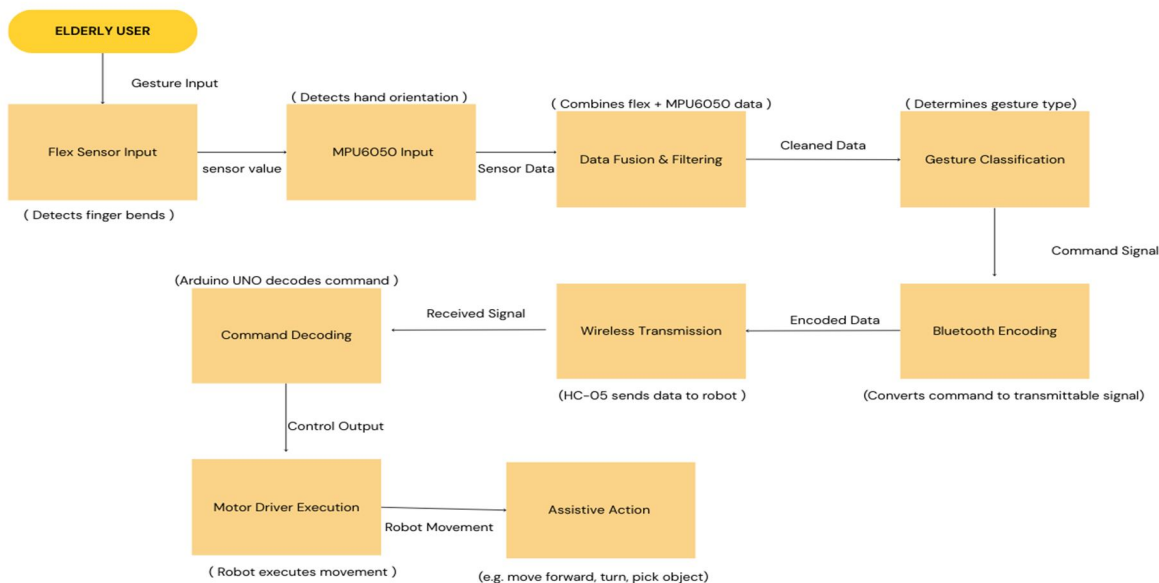 ELDERLY USER
Gesture Input
( Detects hand orientation )
( Combines flex + MPU6050 data )
( Determines gesture type)
Flex Sensor Input
sensor value
MPU6050 Input
Sensor Data
Data Fusion & Filtering
Cleaned Data
Gesture Classification
( Detects finger bends )
Command Signal
(Arduino UNO decodes command )
Command Decoding
Received Signal
Wireless Transmission
Encoded Data
Bluetooth Encoding
(HC-05 sends data to robot )
(Converts command to transmittable signal)
Control Output
Motor Driver Execution
Robot Movement
Assistive Action
( Robot executes movement )
(e.g. move forward, turn, pick object)